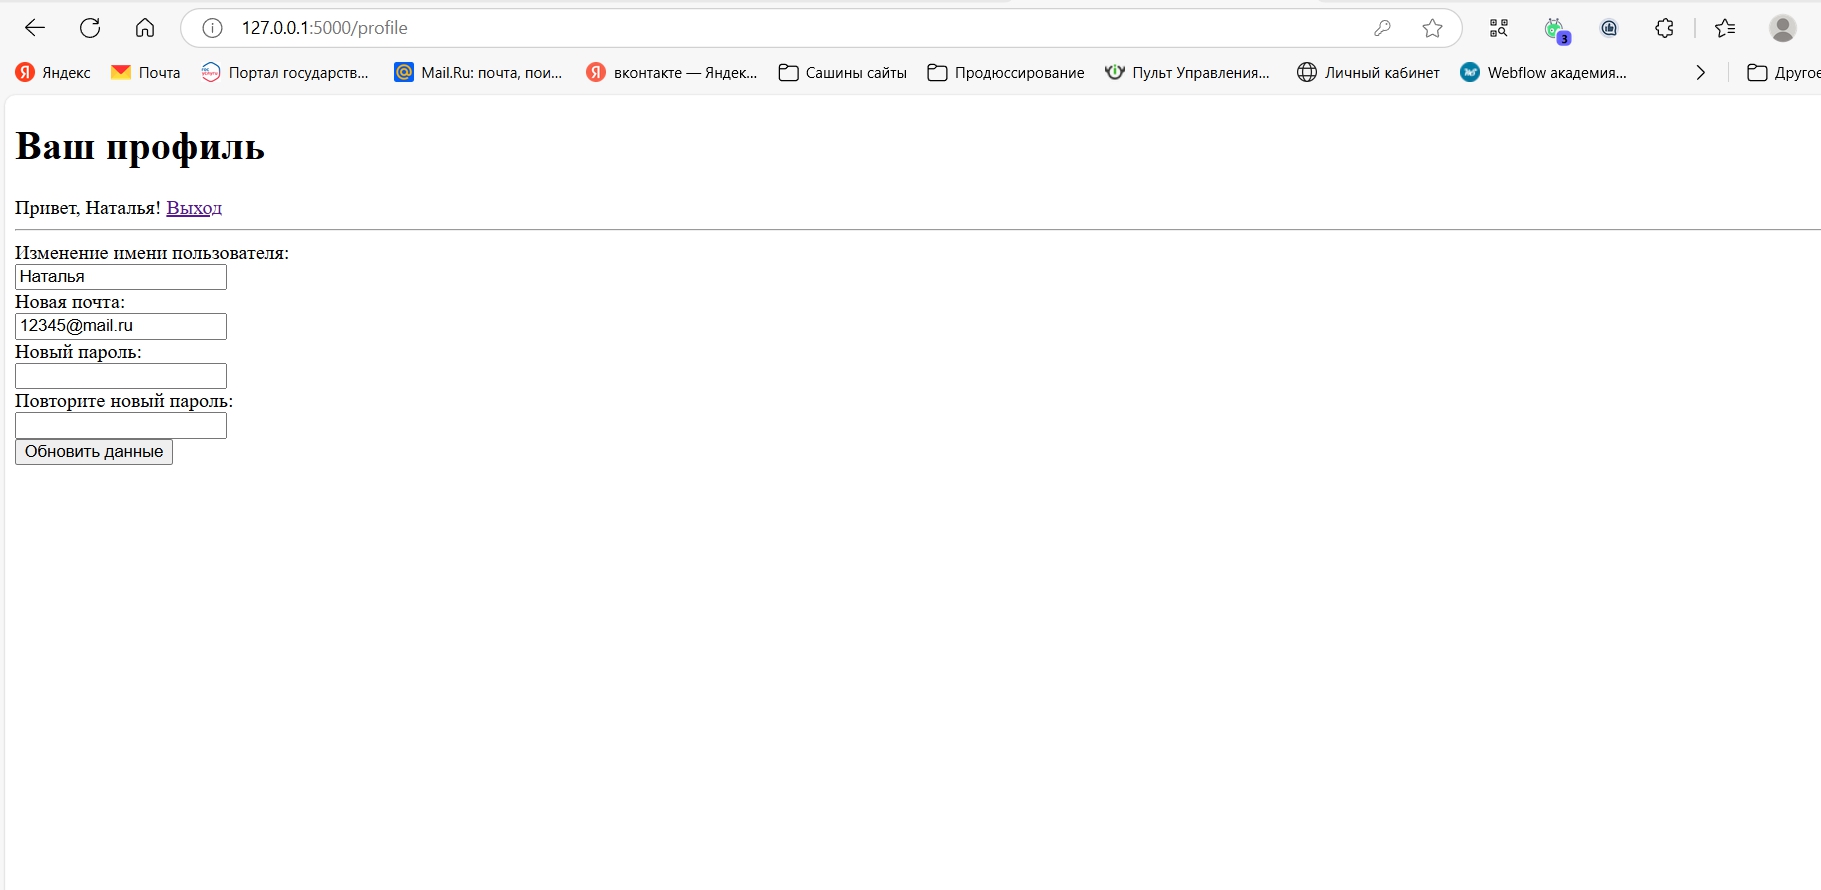 127.0.0.1:5000/profile
3
Яндекс
Почта
Портал государств...
Mail.Ru: почта, пои...
вконтакте — Яндек...
Сашины сайты
Продюссирование
Пульт Управления...
Личный кабинет
Webflow академия...
Другое
Ваш профиль
Привет, Наталья! Выход
Изменение имени пользователя:
Наталья
Новая почта:
12345@mail.ru
Новый пароль:
Повторите новый пароль:
Обновить данные